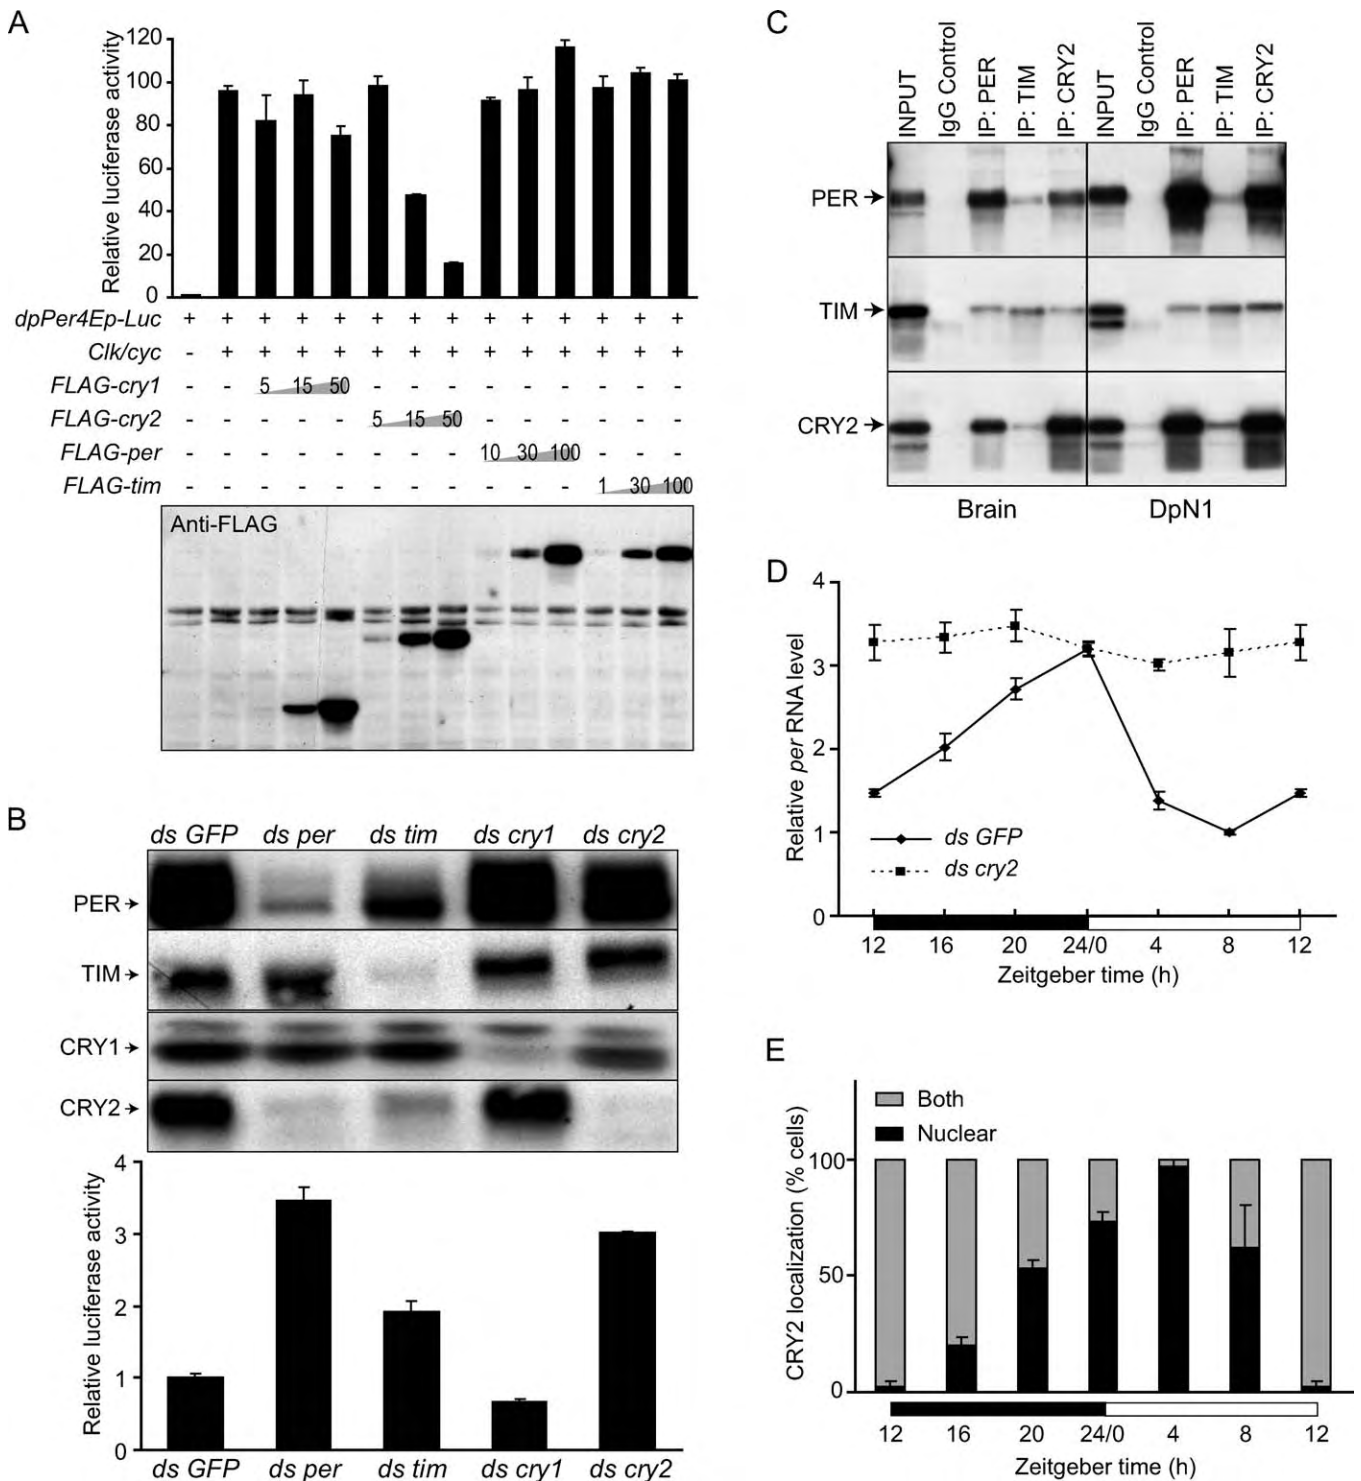 A
Relative luciferase activity
120
100
80
60
40
20
0
dpPer4Ep-Luc + + + + + + + + + + + + + +
Clk/cyc - + + + + + + + + + + + + +
FLAG-cry1 - - 5 15 50 - - - - - - - - -
FLAG-cry2 - - - - - 5 15 50 - - - - - -
FLAG-per - - - - - - - - 10 30 100 - - -
FLAG-tim - - - - - - - - - - - 1 30 100
Anti-FLAG
B
ds GFP ds per ds tim ds cry1 ds cry2
PER
TIM
CRY1
CRY2
Relative luciferase activity
4
3
2
1
0
ds GFP ds per ds tim ds cry1 ds cry2
C
INPUT
IgG Control
IP: PER
IP: TIM
IP: CRY2
INPUT
IgG Control
IP: PER
IP: TIM
IP: CRY2
PER
TIM
CRY2
Brain DpN1
D
Relative per RNA level
4
3
2
1
0
ds GFP
ds cry2
12 16 20 24/0 4 8 12
Zeitgeber time (h)
E
CRY2 localization (% cells)
Both
Nuclear
100
50
0
12 16 20 24/0 4 8 12
Zeitgeber time (h)